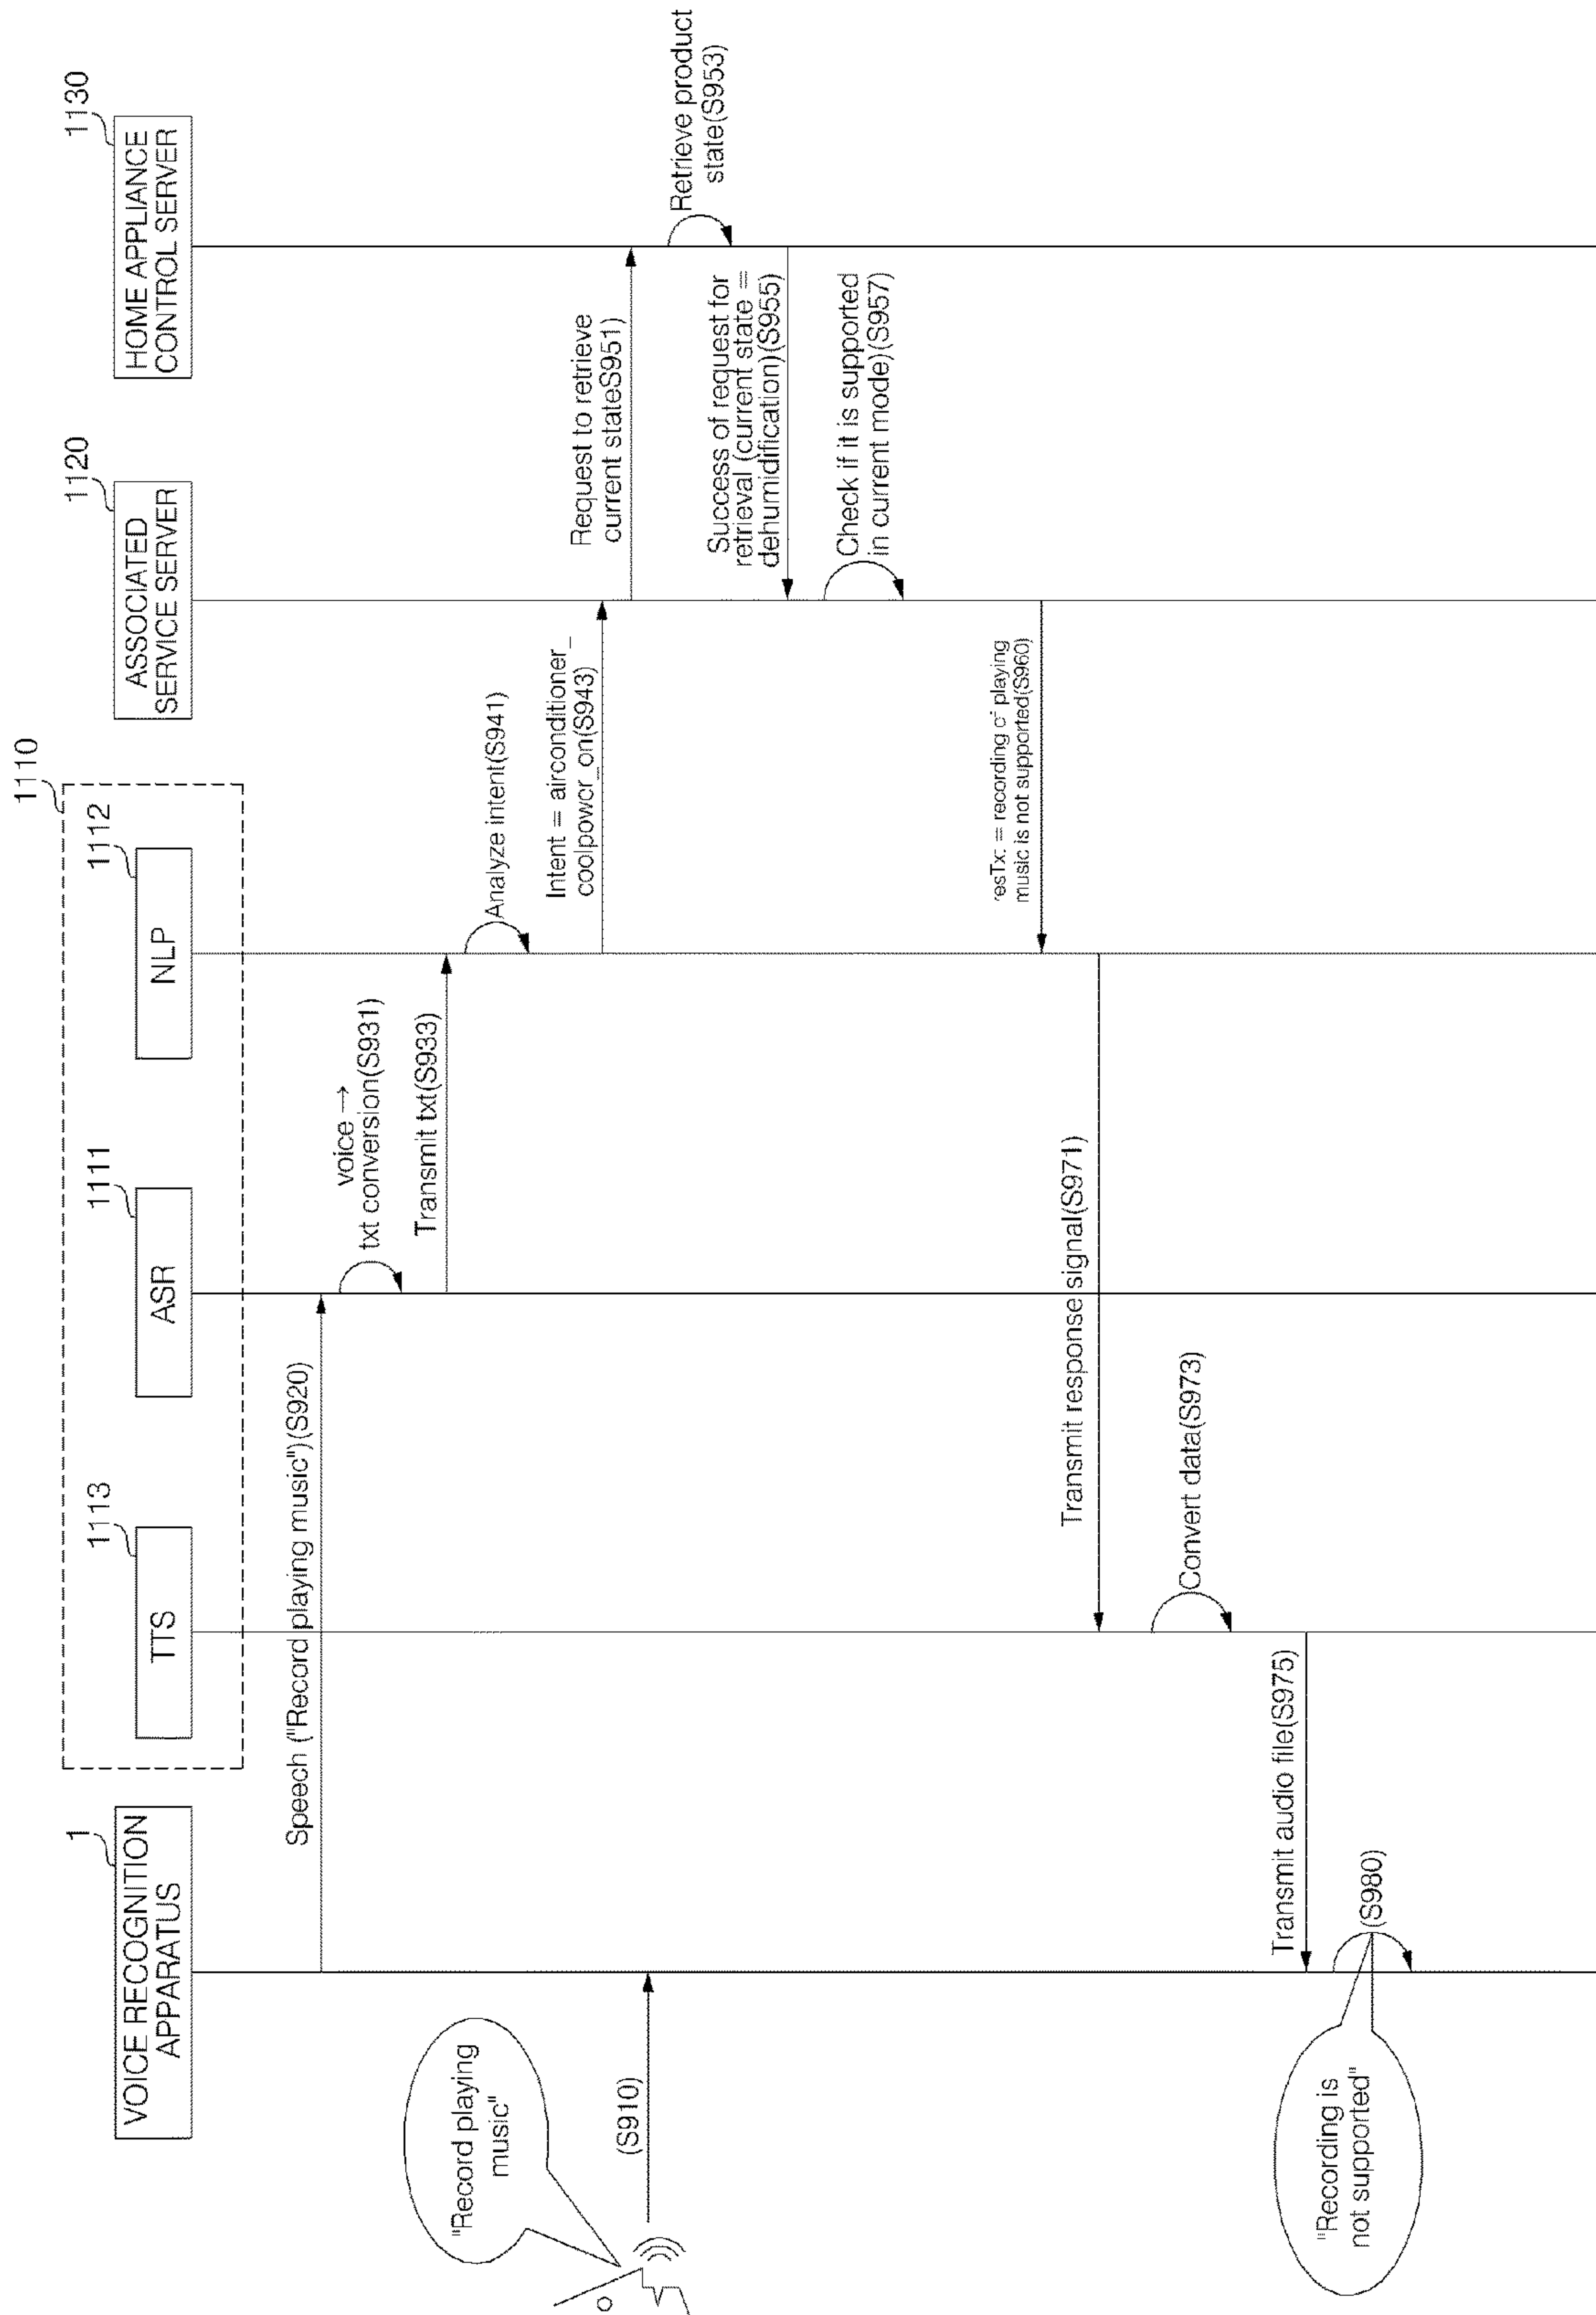 1
VOICE RECOGNITION
APPARATUS
1110
1113
TTS
1111
ASR
1112
NLP
1120
ASSOCIATED
SERVICE SERVER
1130
HOME APPLIANCE
CONTROL SERVER
"Record playing
music"
(S910)
Speech ("Record playing music")(S920)
voice →
txt conversion(S931)
Transmit txt(S933)
Analyze intent(S941)
Intent = airconditioner_
coolpower_on(S943)
Request to retrieve
current stateS951)
Retrieve product
state(S953)
Success of request for
retrieval (current state =
dehumidification)(S955)
Check if it is supported
in current mode)(S957)
resTxt = recording of playing
music is not supported(S960)
Transmit response signal(S971)
Convert data(S973)
Transmit audio file(S975)
(S980)
"Recording is
not supported"